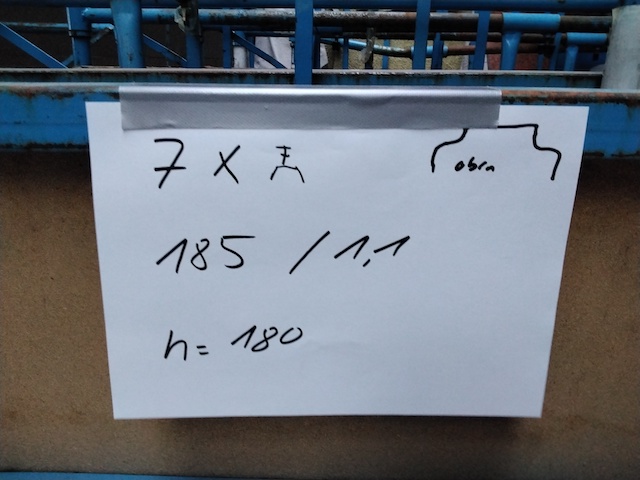 7 x
obra
185 / 1,1
h = 180